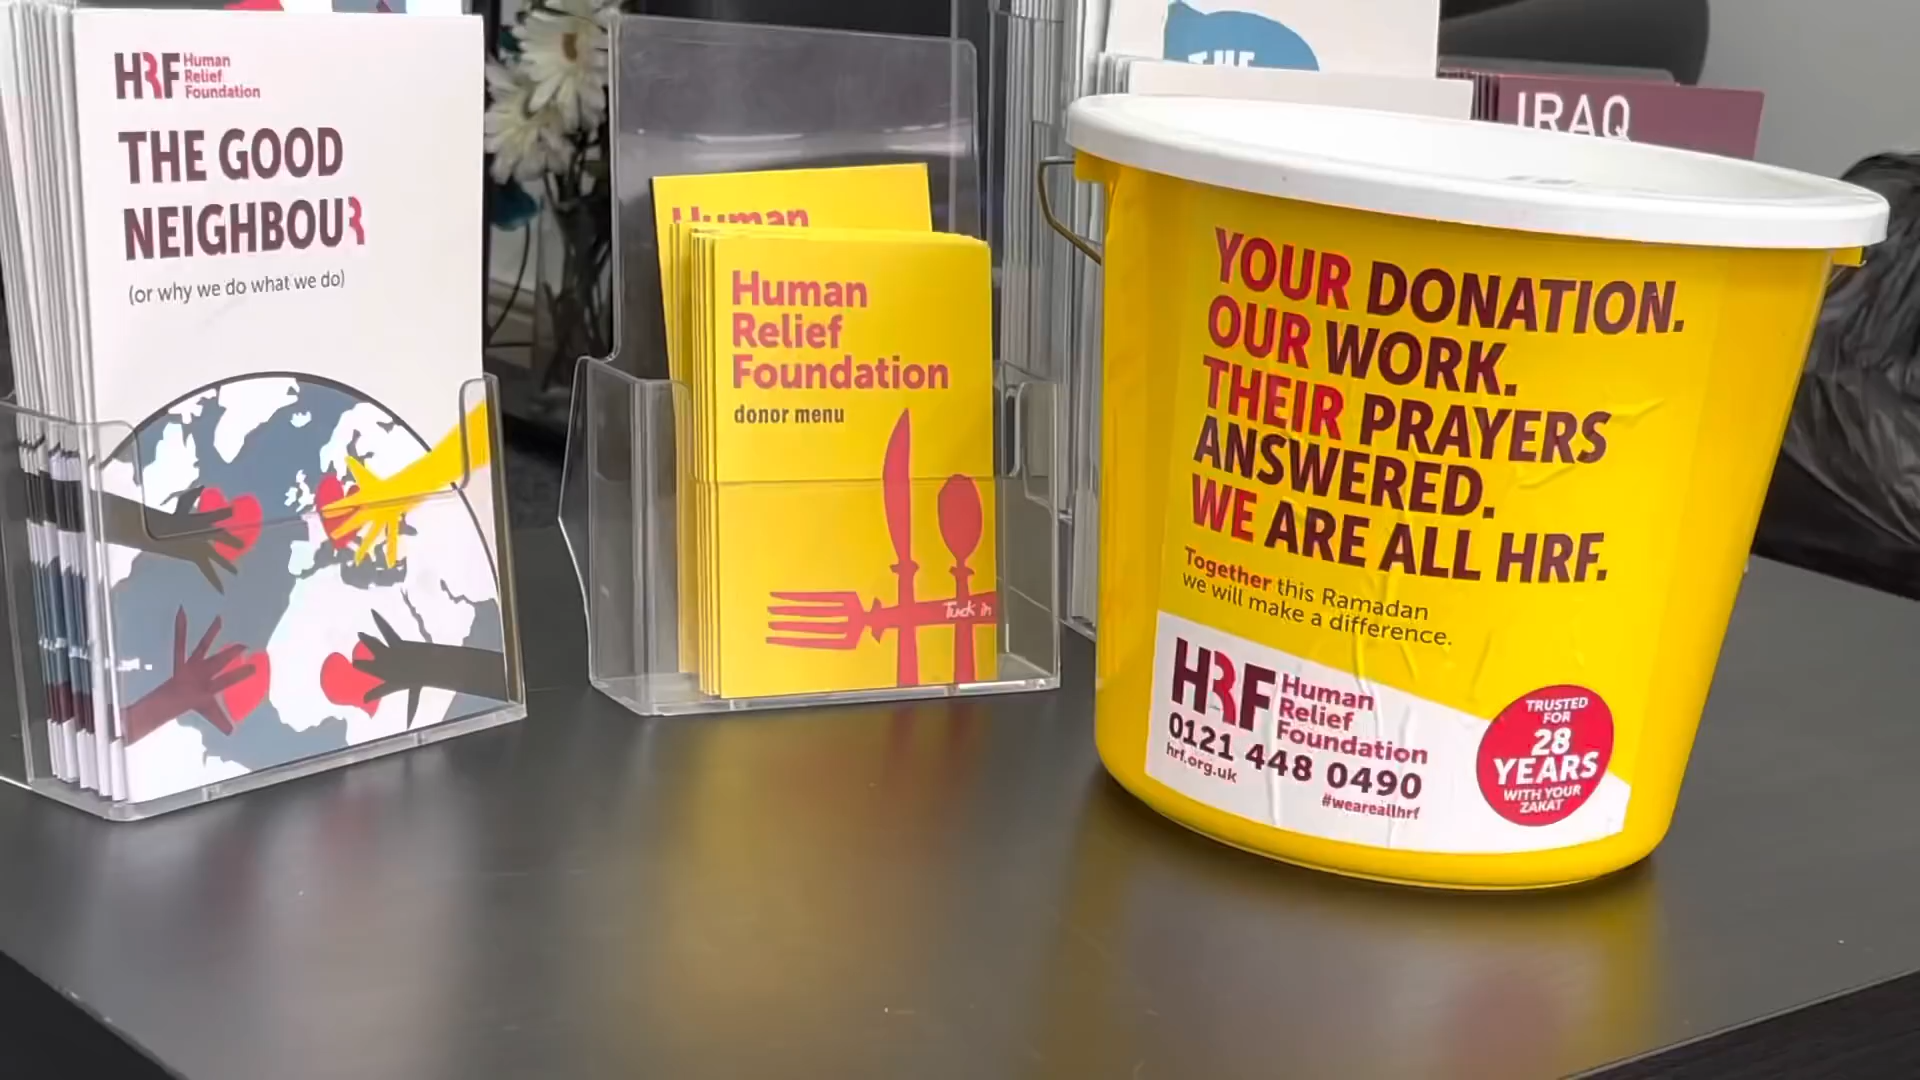 HRF Human
Relief
Foundation
THE GOOD
NEIGHBOUR
(or why we do what we do)
Human
Human
Relief
Foundation
donor menu
Tuck in
THE
IRAQ
YOUR DONATION.
OUR WORK.
THEIR PRAYERS
ANSWERED.
WE ARE ALL HRF.
Together this Ramadan
we will make a difference.
HRF Human
Relief
Foundation
0121 448 0490
hrf.org.uk
#weareallhrf
TRUSTED
FOR
28
YEARS
WITH YOUR
ZAKAT